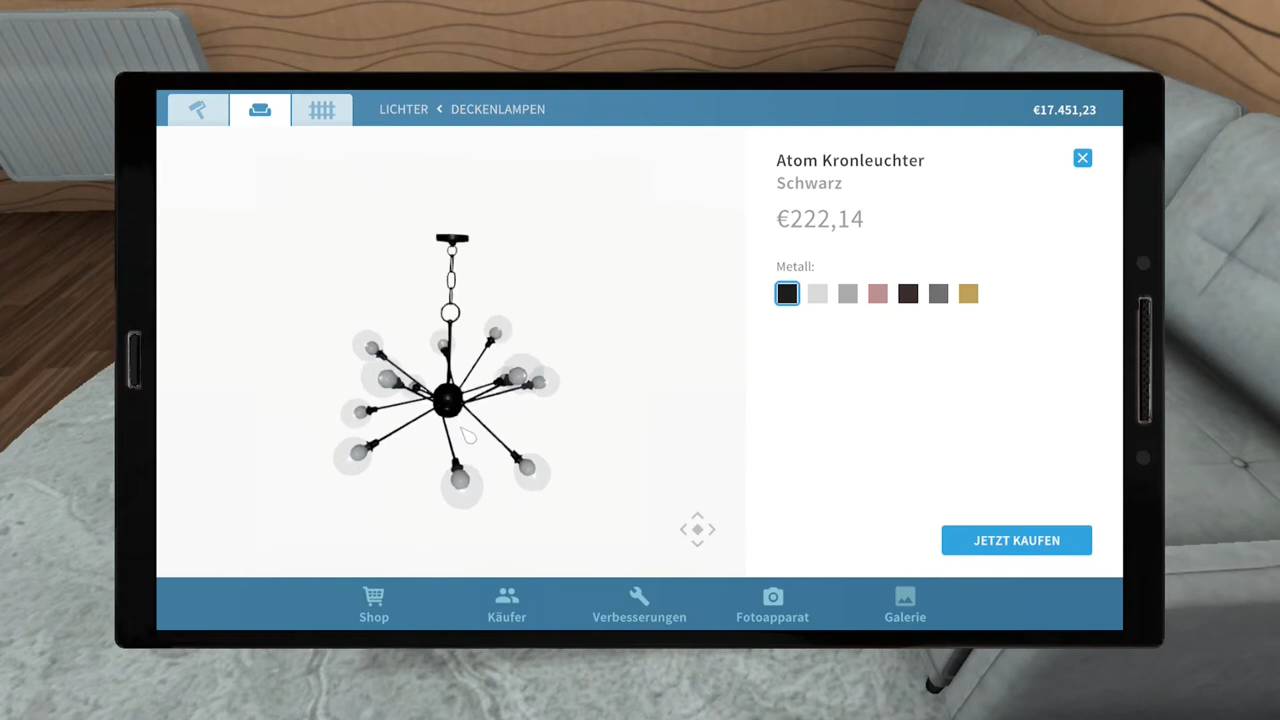 LICHTER < DECKENLAMPEN
€17.451,23
Atom Kronleuchter
Schwarz
€222,14
Metall:
JETZT KAUFEN
Shop
Käufer
Verbesserungen
Fotoapparat
Galerie